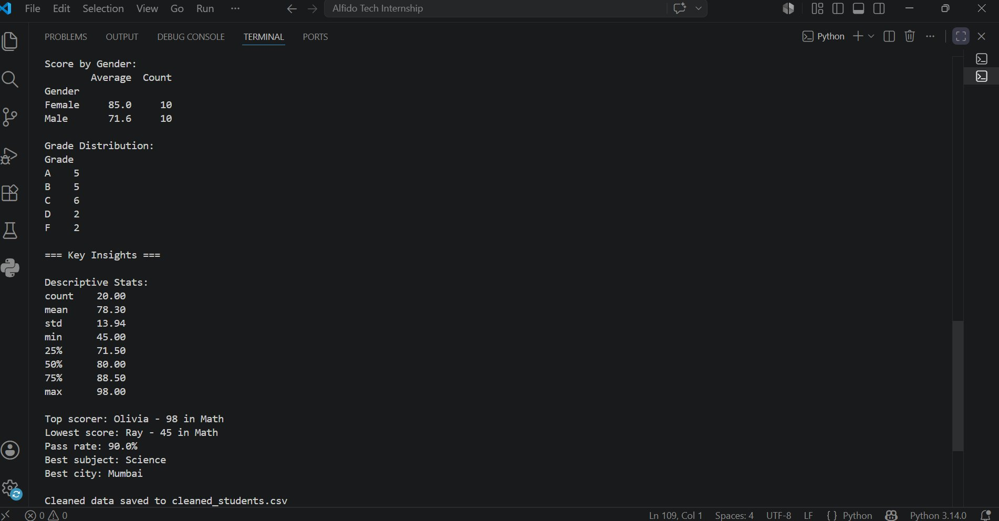 File Edit Selection View Go Run ... Alfido Tech Internship
PROBLEMS OUTPUT DEBUG CONSOLE TERMINAL PORTS Python
Score by Gender:
Average Count
Gender
Female 85.0 10
Male 71.6 10
Grade Distribution:
Grade
A 5
B 5
C 6
D 2
F 2
=== Key Insights ===
Descriptive Stats:
count 20.00
mean 78.30
std 13.94
min 45.00
25% 71.50
50% 80.00
75% 88.50
max 98.00
Top scorer: Olivia - 98 in Math
Lowest score: Ray - 45 in Math
Pass rate: 90.0%
Best subject: Science
Best city: Mumbai
Cleaned data saved to cleaned_students.csv
0 0 Ln 109, Col 1 Spaces: 4 UTF-8 LF { } Python Python 3.14.0